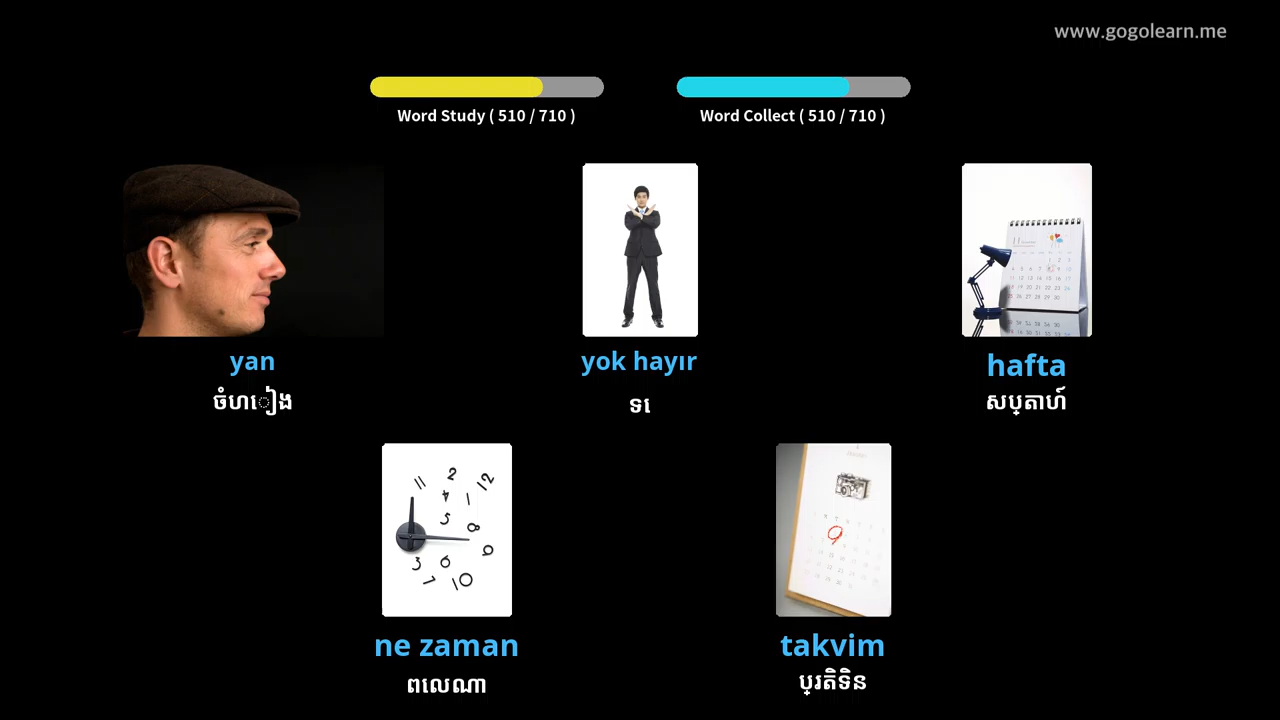 www.gogolearn.me
Word Study ( 510 / 710 )
Word Collect ( 510 / 710 )
yan
yok hayır
hafta
ចំហៀង
ទេ
សប្តាហ៍
ne zaman
takvim
ពេលណា
ប្រតិទិន